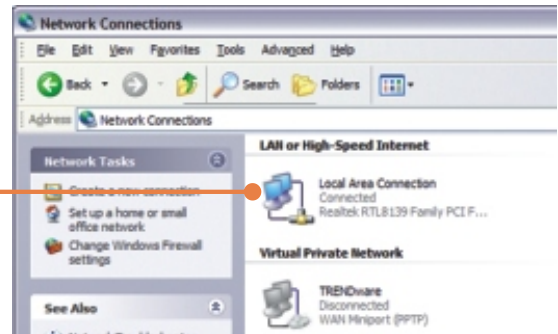 Network Connections
File Edit View Favorites Tools Advanced Help
Back Search Folders
Address Network Connections
Network Tasks
Create a new connection
Set up a home or small
office network
Change Windows Firewall
settings
See Also
LAN or High-Speed Internet
Local Area Connection
Connected
Realtek RTL8139 Family PCI F...
Virtual Private Network
TRENDware
Disconnected
WAN Miniport (PPTP)